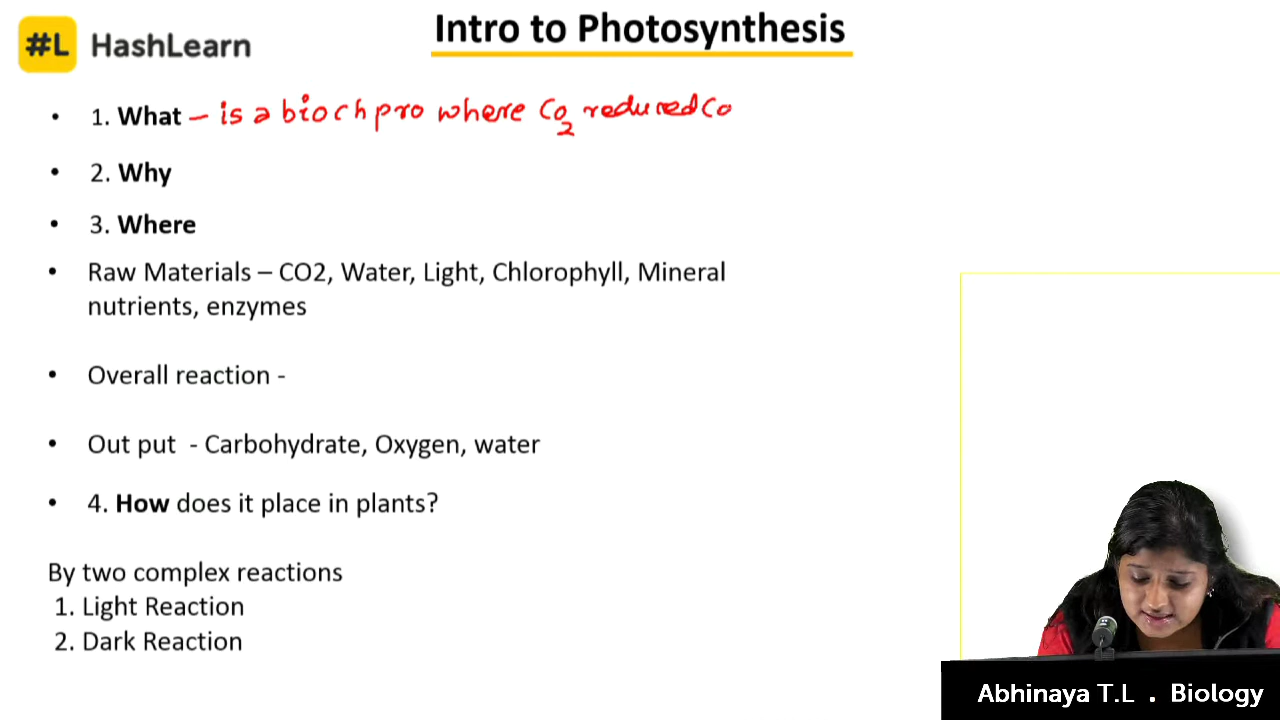 #L HashLearn
Intro to Photosynthesis
• 1. What – is a bioch pro where CO2 redured Co
• 2. Why
• 3. Where
• Raw Materials – CO2, Water, Light, Chlorophyll, Mineral
nutrients, enzymes
• Overall reaction -
• Out put - Carbohydrate, Oxygen, water
• 4. How does it place in plants?
By two complex reactions
1. Light Reaction
2. Dark Reaction
Abhinaya T.L . Biology